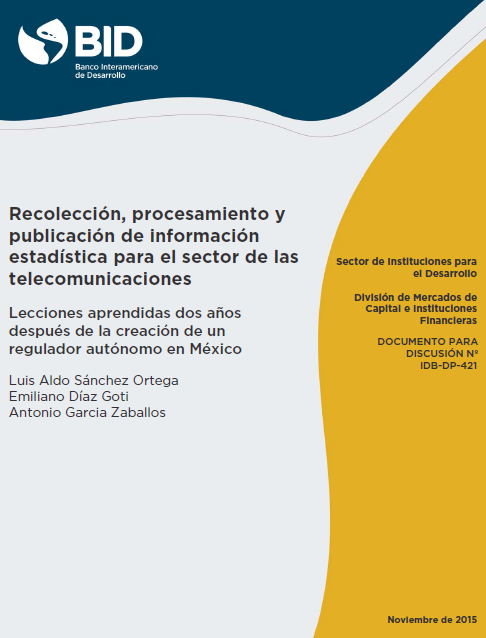 BID
Banco Interamericano
de Desarrollo
Recolección, procesamiento y
publicación de información
estadística para el sector de las
telecomunicaciones
Lecciones aprendidas dos años
después de la creación de un
regulador autónomo en México
Luis Aldo Sánchez Ortega
Emiliano Díaz Goti
Antonio Garcia Zaballos
Sector de Instituciones para
el Desarrollo
División de Mercados de
Capital e Instituciones
Financieras
DOCUMENTO PARA
DISCUSIÓN Nº
IDB-DP-421
Noviembre de 2015